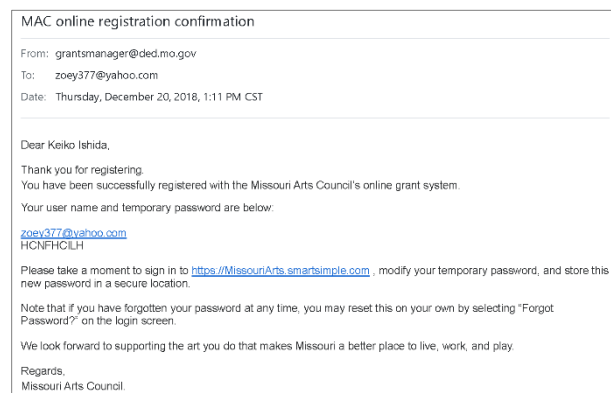 MAC online registration confirmation
From: grantsmanager@ded.mo.gov
To: zoey377@yahoo.com
Date: Thursday, December 20, 2018, 1:11 PM CST
Dear Keiko Ishida,
Thank you for registering.
You have been successfully registered with the Missouri Arts Council's online grant system.
Your user name and temporary password are below:
zoey377@yahoo.com
HCNFHCILH
Please take a moment to sign in to https://MissouriArts.smartsimple.com , modify your temporary password, and store this
new password in a secure location.
Note that if you have forgotten your password at any time, you may reset this on your own by selecting "Forgot
Password?" on the login screen.
We look forward to supporting the art you do that makes Missouri a better place to live, work, and play.
Regards,
Missouri Arts Council.